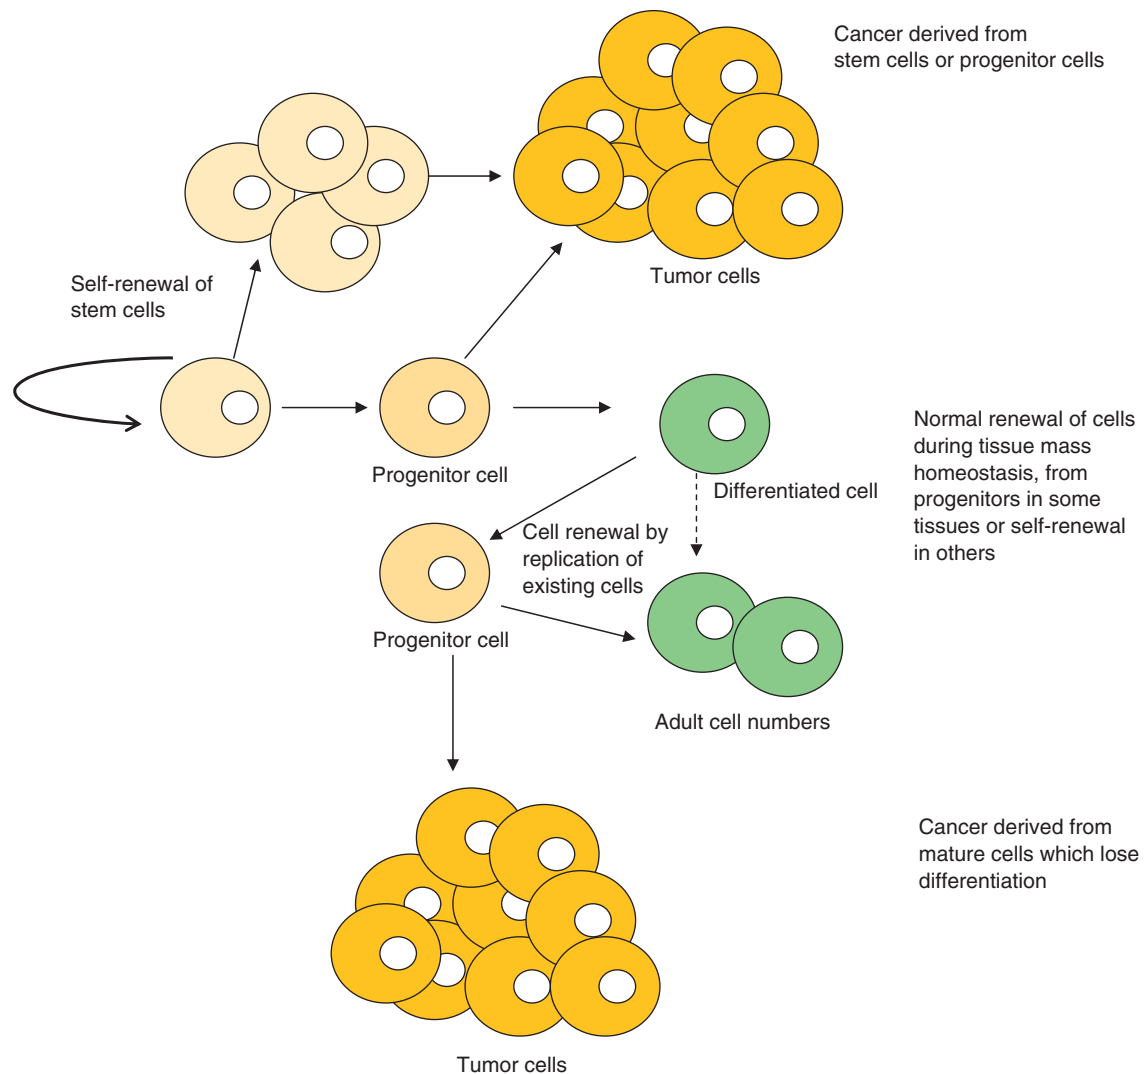 Cancer derived from
stem cells or progenitor cells
Tumor cells
Self-renewal of
stem cells
Progenitor cell
Differentiated cell
Normal renewal of cells
during tissue mass
homeostasis, from
progenitors in some
tissues or self-renewal
in others
Cell renewal by
replication of
existing cells
Progenitor cell
Adult cell numbers
Cancer derived from
mature cells which lose
differentiation
Tumor cells